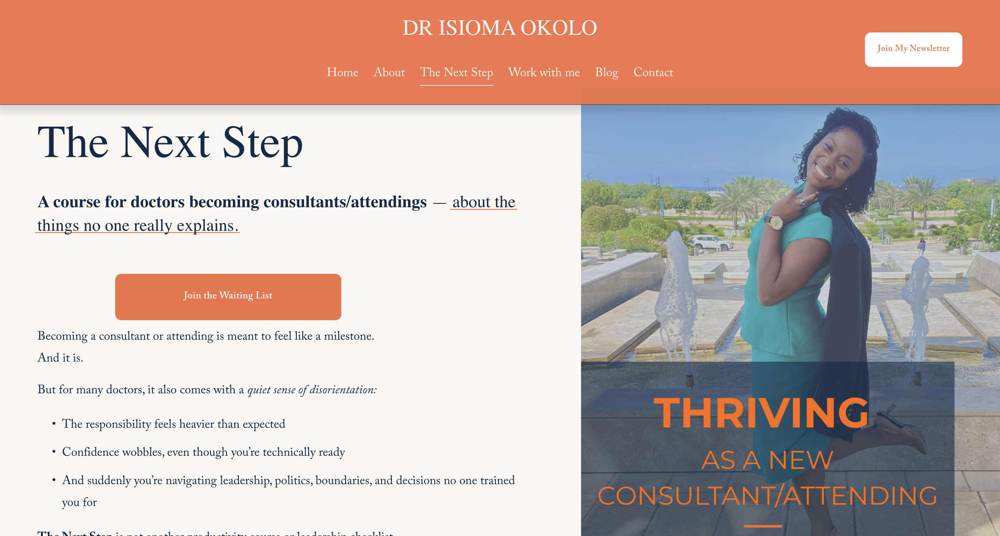 DR ISIOMA OKOLO
Join My Newsletter
Home About The Next Step Work with me Blog Contact
The Next Step
A course for doctors becoming consultants/attendings — about the
things no one really explains.
Join the Waiting List
Becoming a consultant or attending is meant to feel like a milestone.
And it is.
But for many doctors, it also comes with a quiet sense of disorientation:
• The responsibility feels heavier than expected
• Confidence wobbles, even though you’re technically ready
• And suddenly you’re navigating leadership, politics, boundaries, and decisions no one trained
you for
The Next Step is not another productivity course or leadership checklist.
THRIVING
AS A NEW
CONSULTANT/ATTENDING